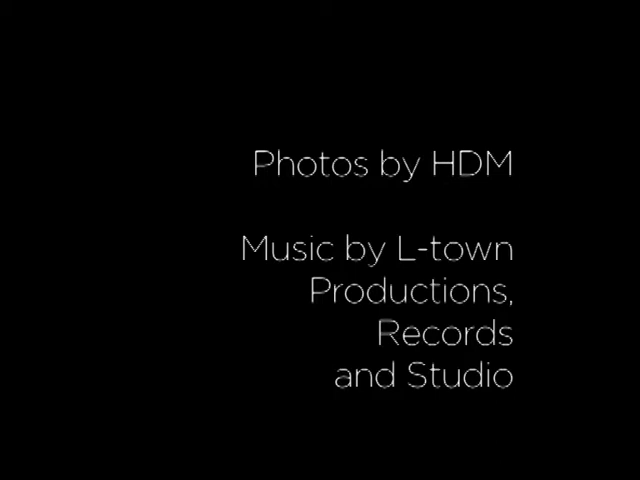 Photos by HDM
Music by L-town
Productions,
Records
and Studio